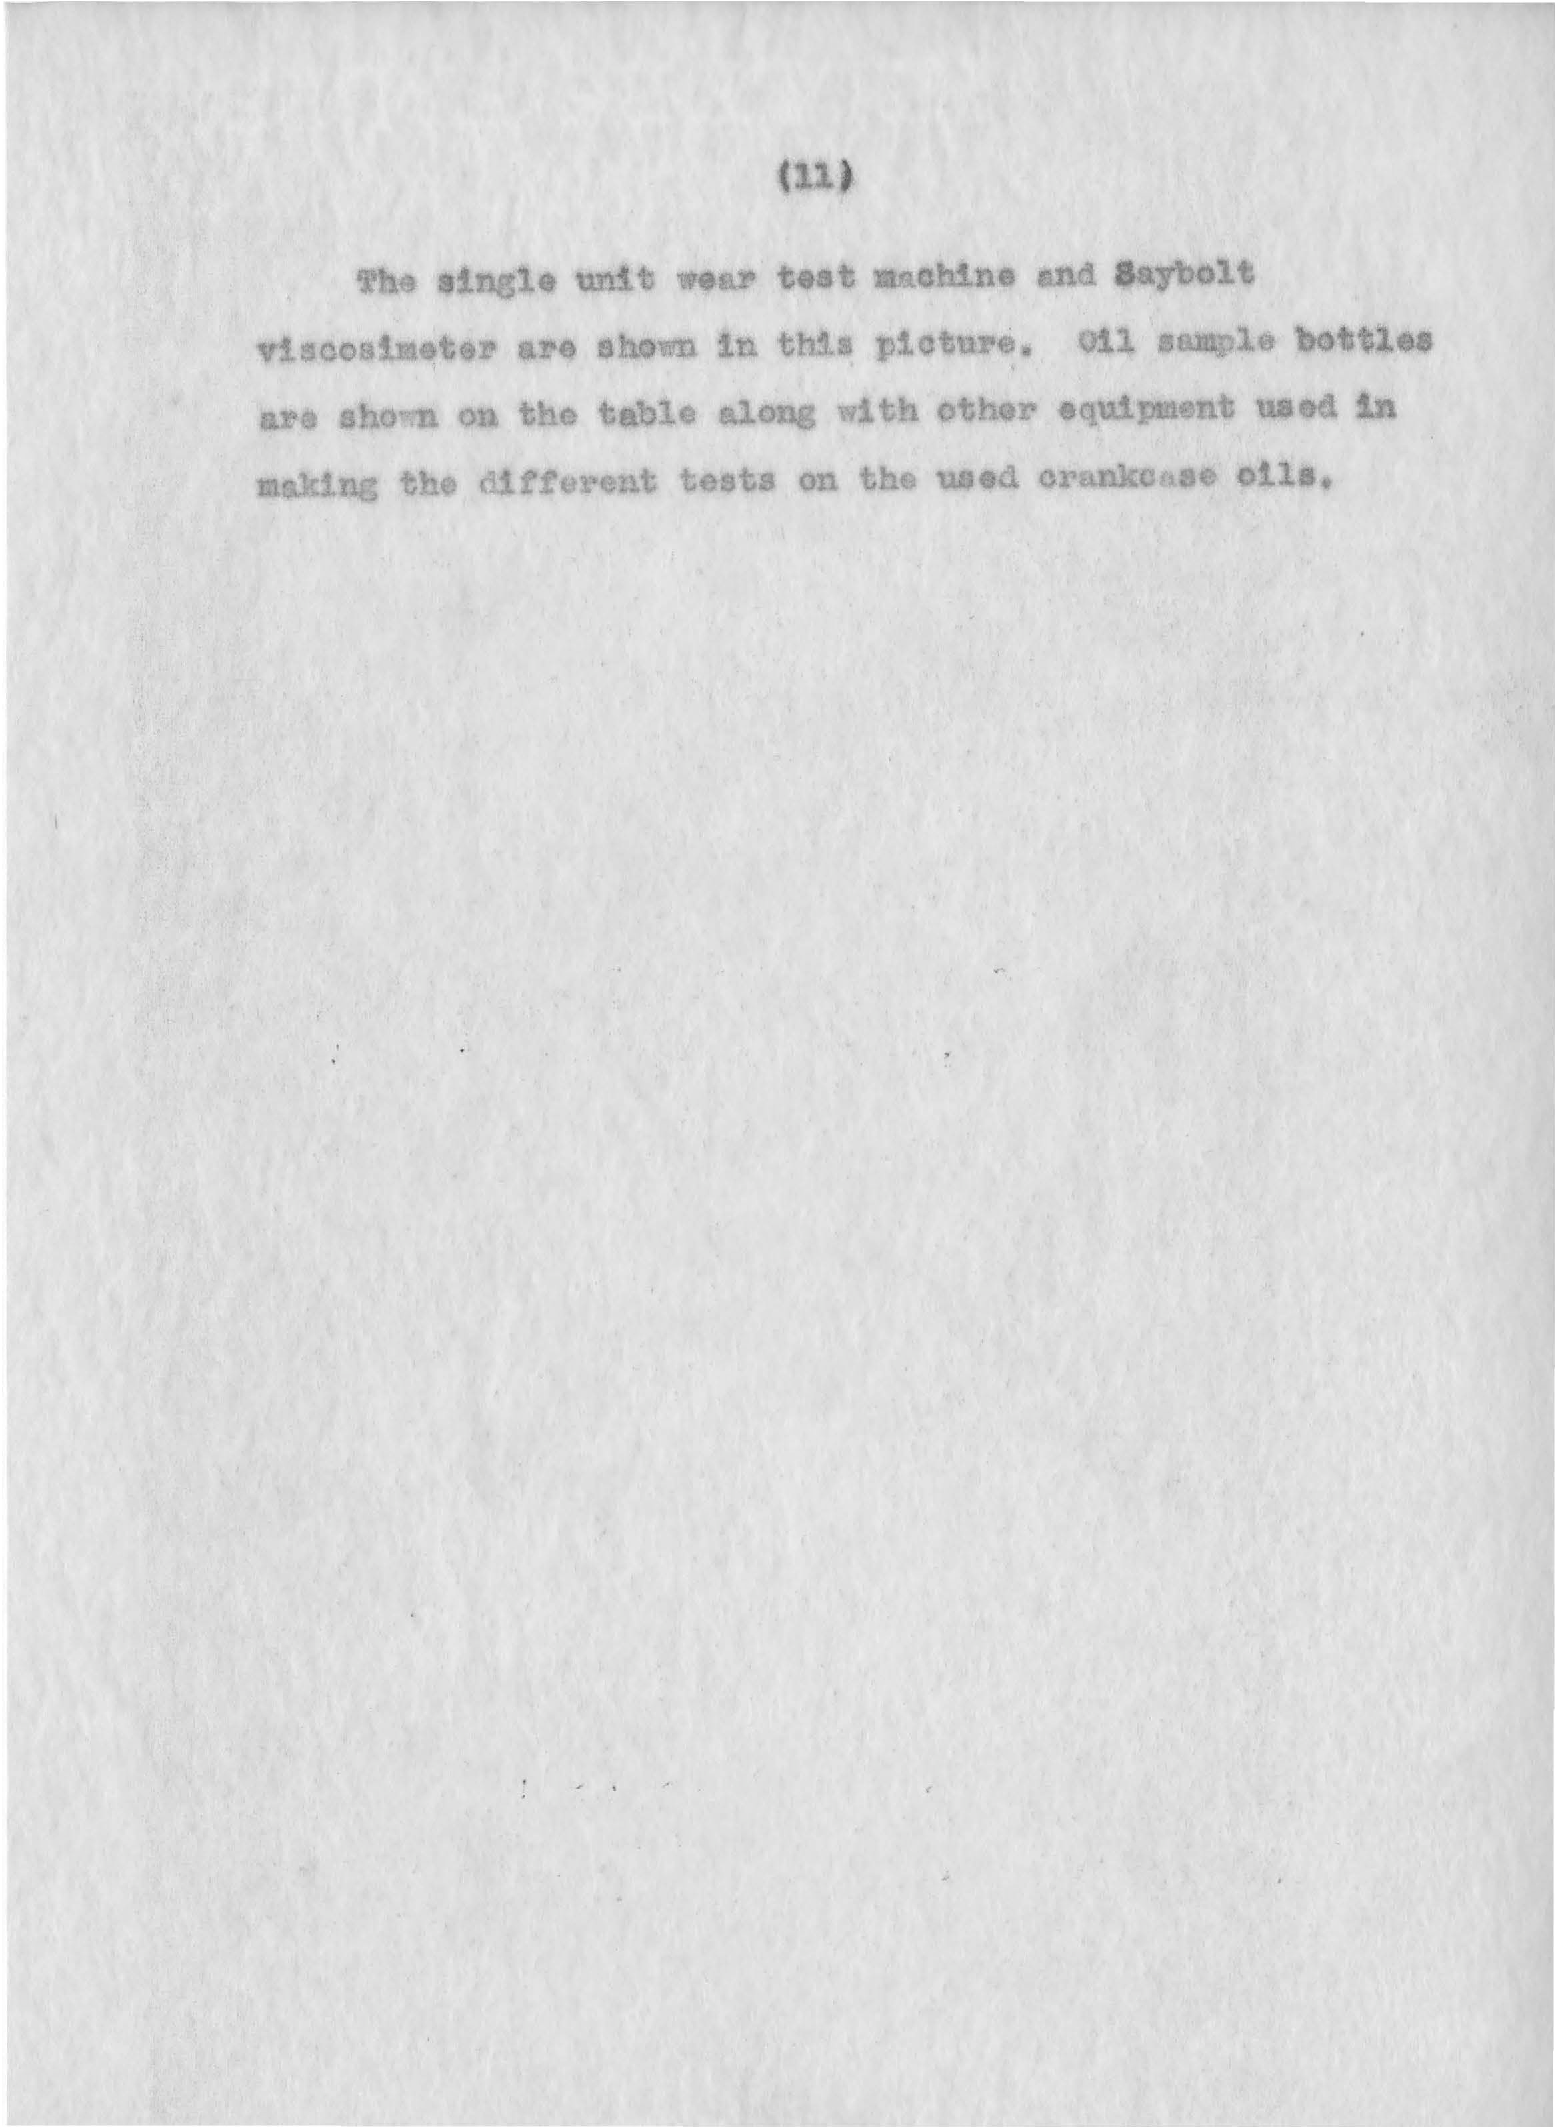 (11)
The single unit wear test machine and Saybolt
viscosimeter are shown in this picture. Oil sample bottles
are shown on the table along with other equipment used in
making the different tests on the used crankcase oils.